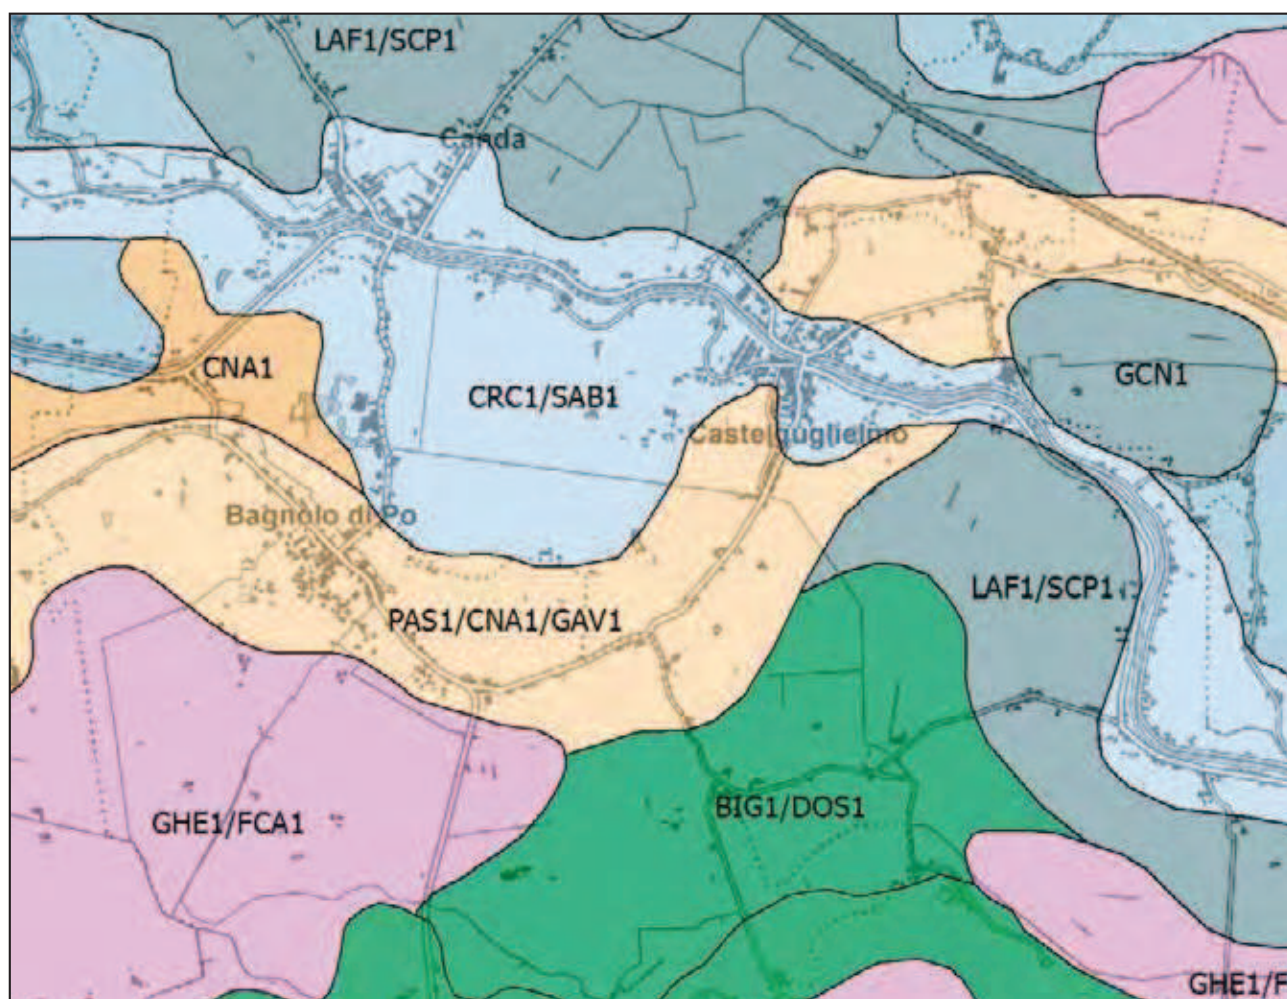 LAF1/SCP1
Canda
CNA1
GCN1
CRC1/SAB1
Castelguglielmo
Bagnolo di Po
LAF1/SCP1
PAS1/CNA1/GAV1
BIG1/DOS1
GHE1/FCA1
GHE1/F